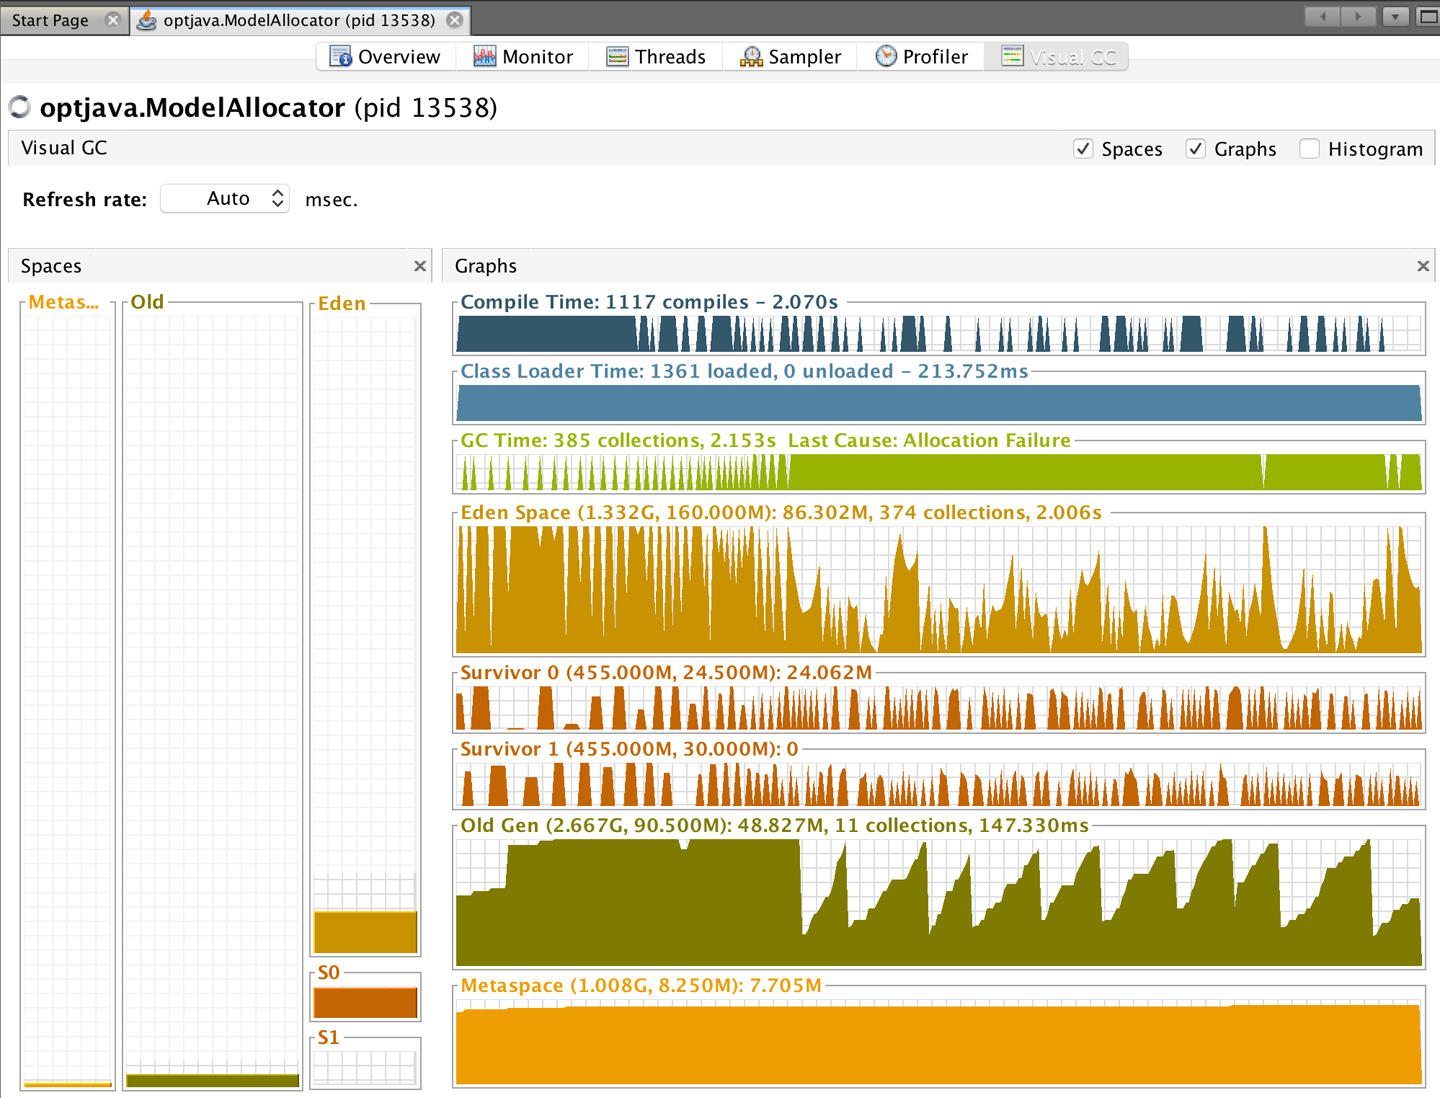 Start Page
optjava.ModelAllocator (pid 13538)
Overview Monitor Threads Sampler Profiler Visual GC
optjava.ModelAllocator (pid 13538)
Visual GC Spaces Graphs Histogram
Refresh rate: Auto msec.
Spaces
Metas... Old Eden
S0
S1
Graphs
Compile Time: 1117 compiles - 2.070s
Class Loader Time: 1361 loaded, 0 unloaded - 213.752ms
GC Time: 385 collections, 2.153s Last Cause: Allocation Failure
Eden Space (1.332G, 160.000M): 86.302M, 374 collections, 2.006s
Survivor 0 (455.000M, 24.500M): 24.062M
Survivor 1 (455.000M, 30.000M): 0
Old Gen (2.667G, 90.500M): 48.827M, 11 collections, 147.330ms
Metaspace (1.008G, 8.250M): 7.705M